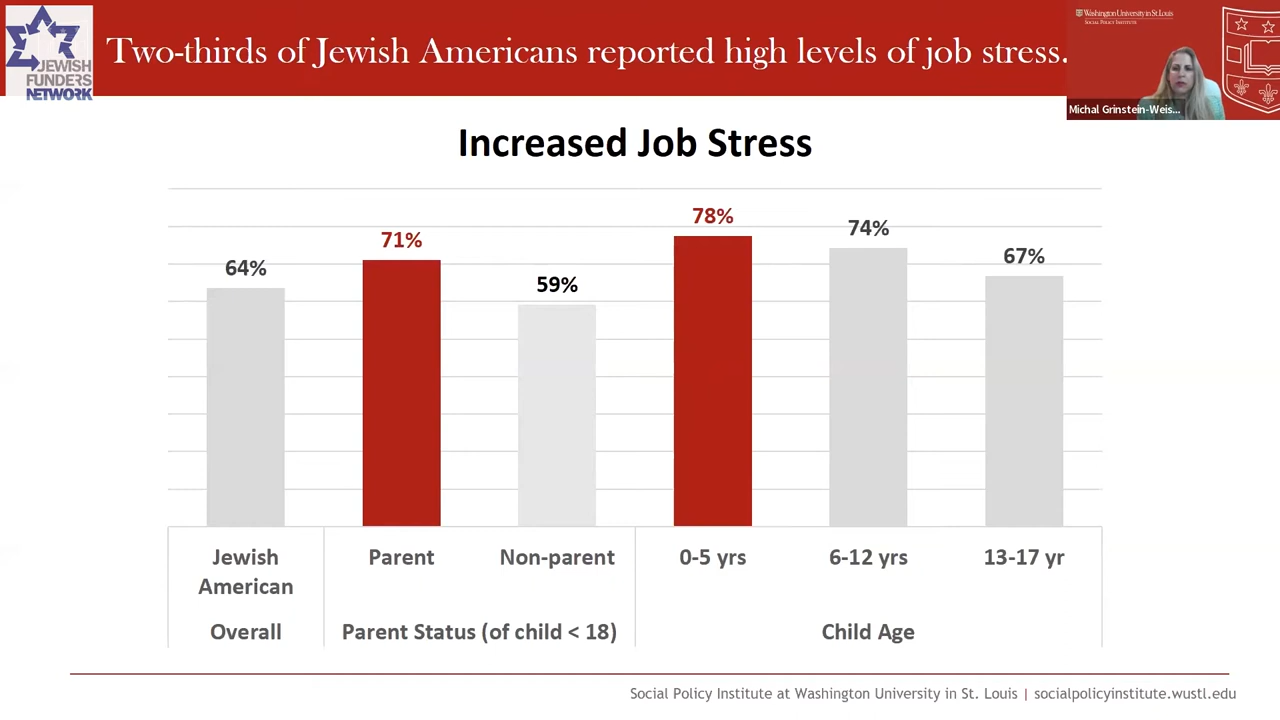 JEWISH
FUNDERS
NETWORK
Two-thirds of Jewish Americans reported high levels of job stress.
Washington University in St. Louis
SOCIAL POLICY INSTITUTE
Michal Grinstein-Weis...
Increased Job Stress
64%
71%
59%
78%
74%
67%
Jewish
American
Parent
Non-parent
0-5 yrs
6-12 yrs
13-17 yr
Overall
Parent Status (of child < 18)
Child Age
Social Policy Institute at Washington University in St. Louis | socialpolicyinstitute.wustl.edu